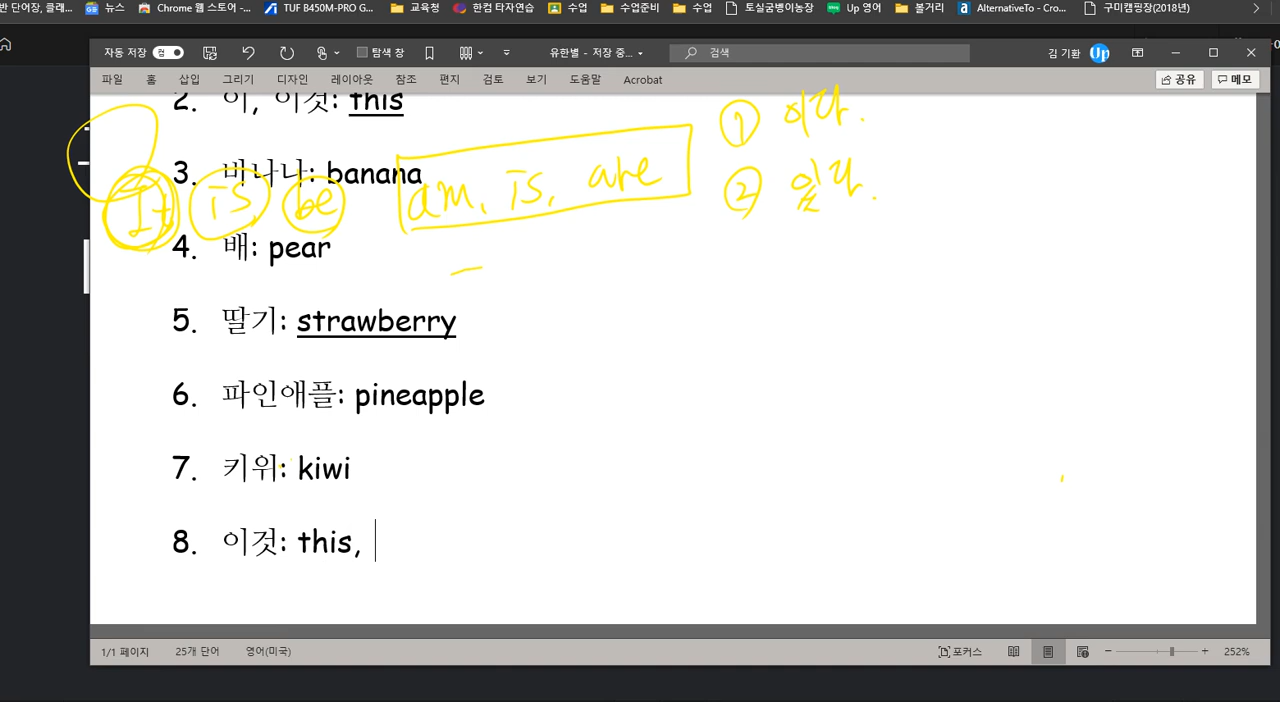 반 단어장, 클래... 뉴스 Chrome 웹 스토어 -... TUF B450M-PRO G... 교육청 한컴 타자연습 수업 수업준비 수업 토실굼벵이농장 Up 영어 볼거리 AlternativeTo - Cro... 구미캠핑장(2018년)
자동 저장 컴 탐색 창 유한별 - 저장 중... 검색 김 기환 Up
파일 홈 삽입 그리기 디자인 레이아웃 참조 편지 검토 보기 도움말 Acrobat 공유 메모
2. 이, 이것: this
① 이다.
3. 바나나: banana
It is, be am, is, are ② 있다.
4. 배: pear
5. 딸기: strawberry
6. 파인애플: pineapple
7. 키위: kiwi
8. 이것: this,
1/1 페이지 25개 단어 영어(미국) 포커스 252%